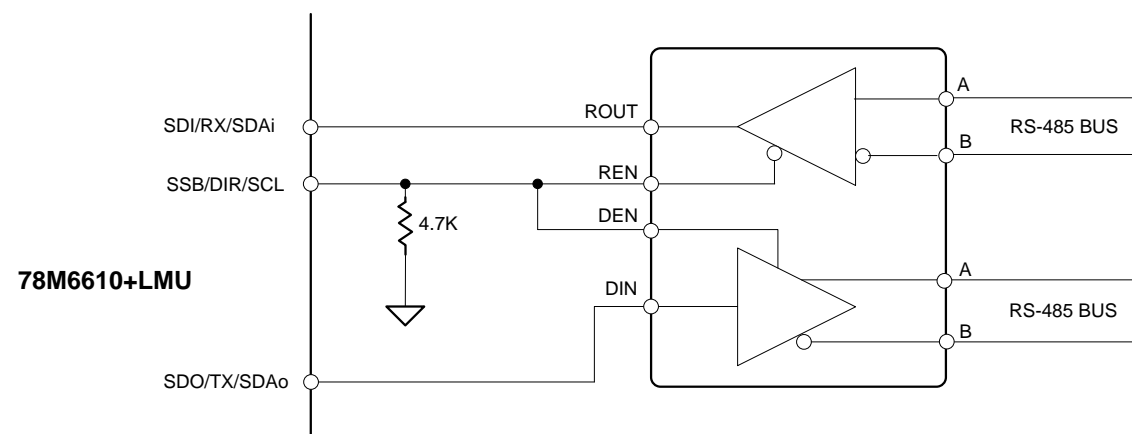 A
ROUT
SDI/RX/SDAi
RS-485 BUS
B
REN
SSB/DIR/SCL
DEN
4.7K
78M6610+LMU
A
DIN
RS-485 BUS
B
SDO/TX/SDAo